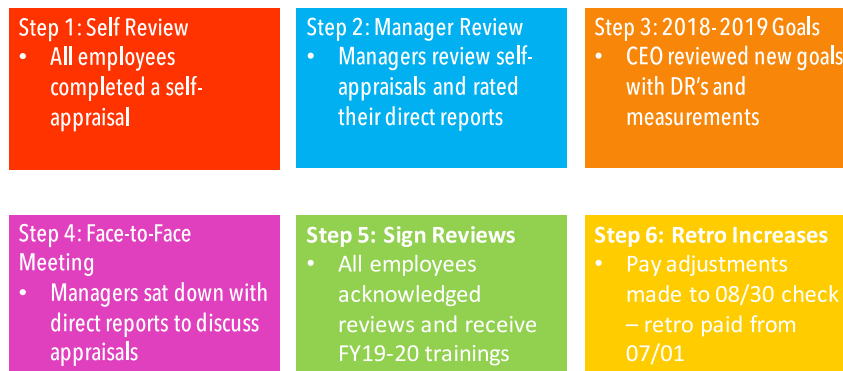 Step 1: Self Review
• All employees
completed a self-
appraisal
Step 2: Manager Review
• Managers review self-
appraisals and rated
their direct reports
Step 3: 2018-2019 Goals
• CEO reviewed new goals
with DR's and
measurements
Step 4: Face-to-Face
Meeting
• Managers sat down with
direct reports to discuss
appraisals
Step 5: Sign Reviews
• All employees
acknowledged
reviews and receive
FY19-20 trainings
Step 6: Retro Increases
• Pay adjustments
made to 08/30 check
– retro paid from
07/01